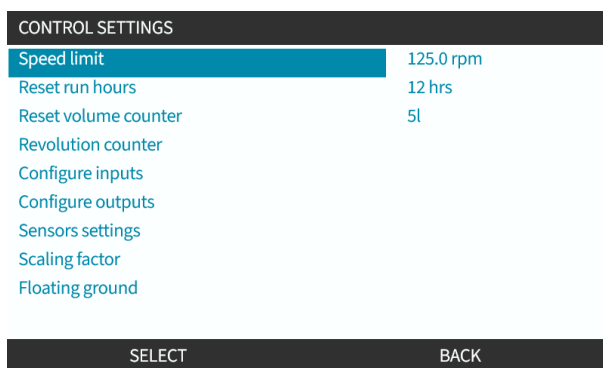 CONTROL SETTINGS
Speed limit 125.0 rpm
Reset run hours 12 hrs
Reset volume counter 5l
Revolution counter
Configure inputs
Configure outputs
Sensors settings
Scaling factor
Floating ground
SELECT BACK